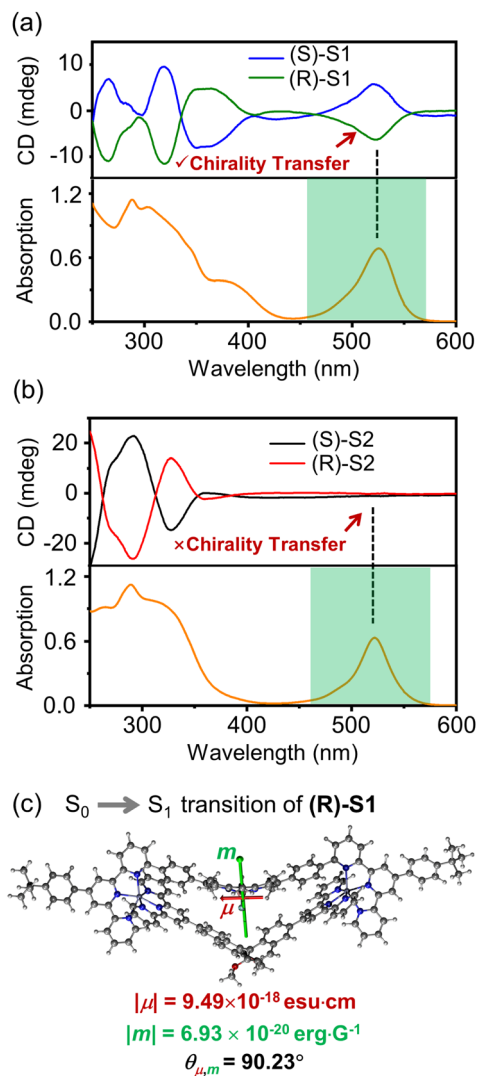 (a)
(S)-S1
(R)-S1
10
0
-10
CD (mdeg)
✓Chirality Transfer
1.2
0.6
0.0
Absorption
300 400 500 600
Wavelength (nm)
(b)
(S)-S2
(R)-S2
20
0
-20
CD (mdeg)
×Chirality Transfer
1.2
0.6
0.0
Absorption
300 400 500 600
Wavelength (nm)
(c) S₀ → S₁ transition of (R)-S1
m
μ
|μ| = 9.49×10⁻¹⁸ esu·cm
|m| = 6.93 × 10⁻²⁰ erg·G⁻¹
θμ,m = 90.23°